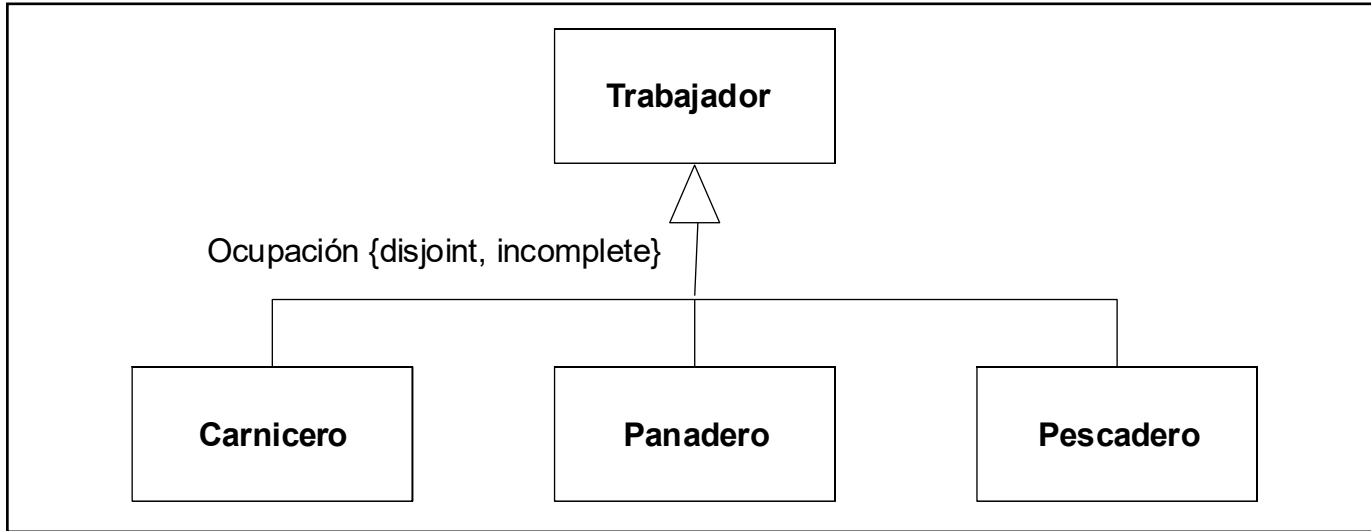 Trabajador
Ocupación {disjoint, incomplete}
Carnicero
Panadero
Pescadero